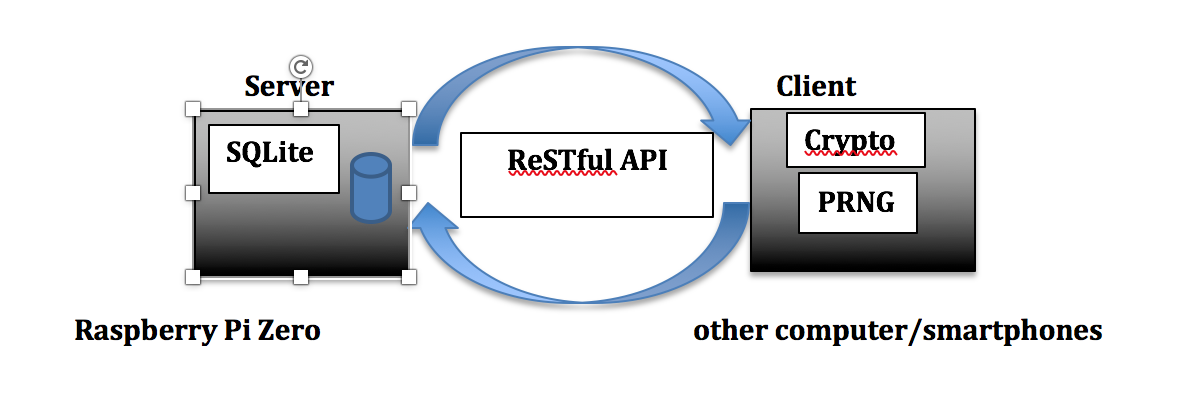 Server
Client
SQLite
ReSTful API
Crypto
PRNG
Raspberry Pi Zero
other computer/smartphones